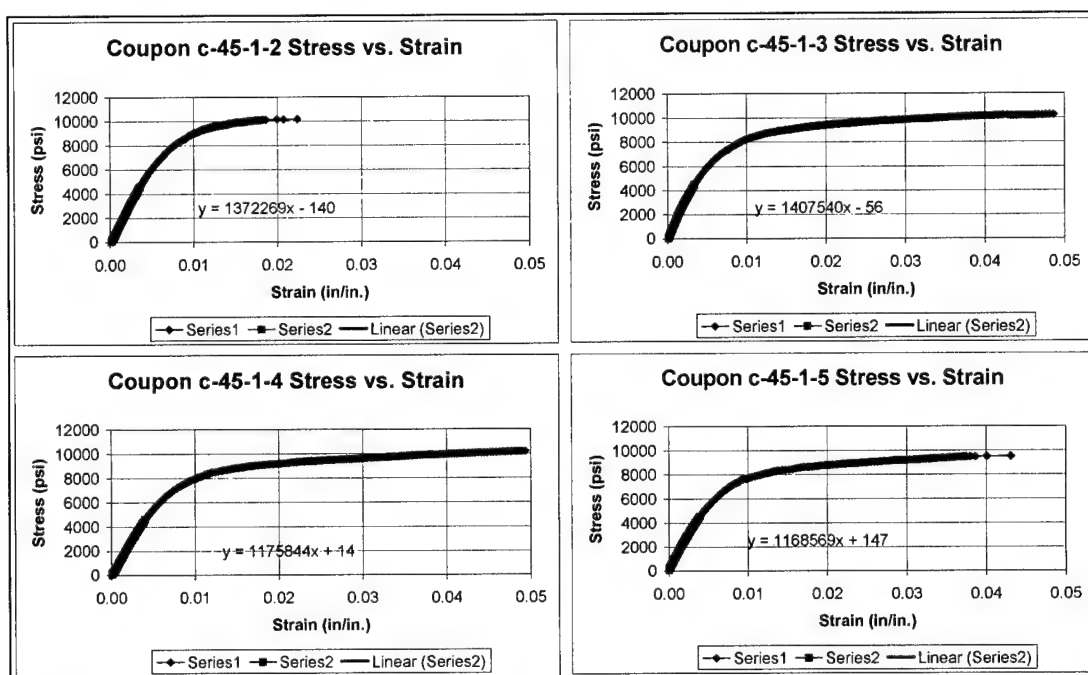 Coupon c-45-1-2 Stress vs. Strain
Stress (psi)
12000
10000
8000
6000
4000
2000
0
y = 1372269x - 140
0.00 0.01 0.02 0.03 0.04 0.05
Strain (in/in.)
Series1 Series2 Linear (Series2)
Coupon c-45-1-3 Stress vs. Strain
Stress (psi)
12000
10000
8000
6000
4000
2000
0
y = 1407540x - 56
0.00 0.01 0.02 0.03 0.04 0.05
Strain (in/in.)
Series1 Series2 Linear (Series2)
Coupon c-45-1-4 Stress vs. Strain
Stress (psi)
12000
10000
8000
6000
4000
2000
0
y = 1175844x + 14
0.00 0.01 0.02 0.03 0.04 0.05
Strain (in/in.)
Series1 Series2 Linear (Series2)
Coupon c-45-1-5 Stress vs. Strain
Stress (psi)
12000
10000
8000
6000
4000
2000
0
y = 1168569x + 147
0.00 0.01 0.02 0.03 0.04 0.05
Strain (in/in.)
Series1 Series2 Linear (Series2)